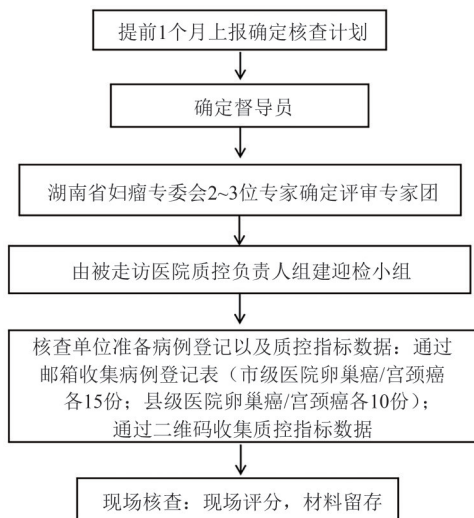 提前1个月上报确定核查计划
确定督导员
湖南省妇瘤专委会2~3位专家确定评审专家团
由被走访医院质控负责人组建迎检小组
核查单位准备病例登记以及质控指标数据：通过
邮箱收集病例登记表（市级医院卵巢癌/宫颈癌
各15份；县级医院卵巢癌/宫颈癌各10份）；
通过二维码收集质控指标数据
现场核查：现场评分，材料留存